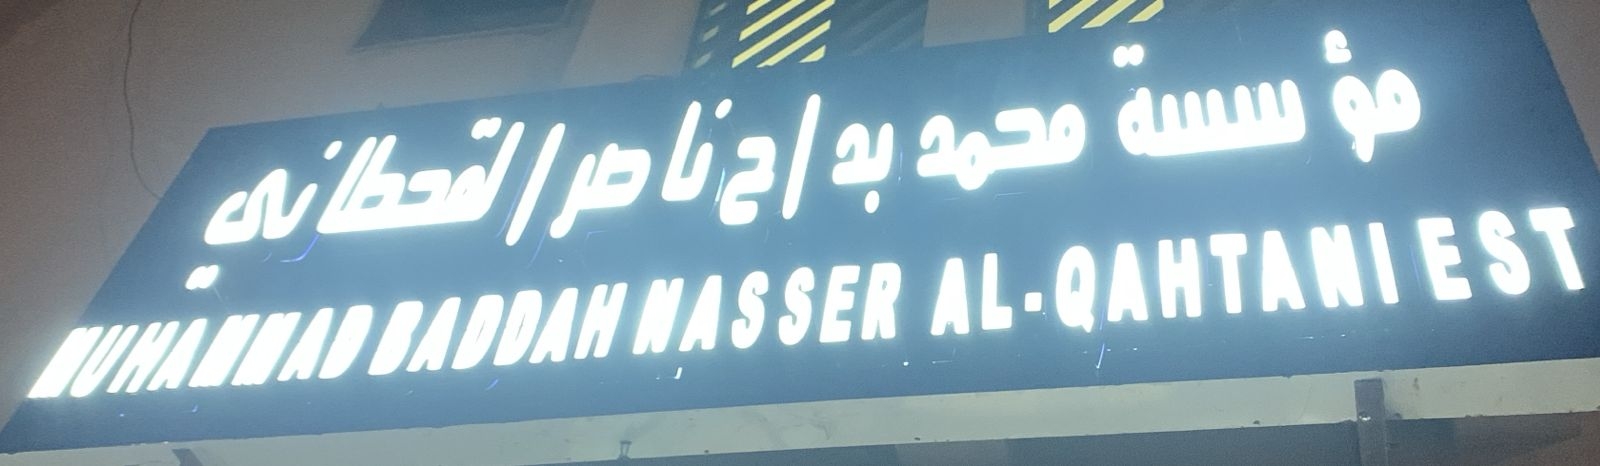 مؤسسة محمد بداح ناصر القحطاني
MUHAMMAD BADDAH NASSER AL-QAHTANI EST